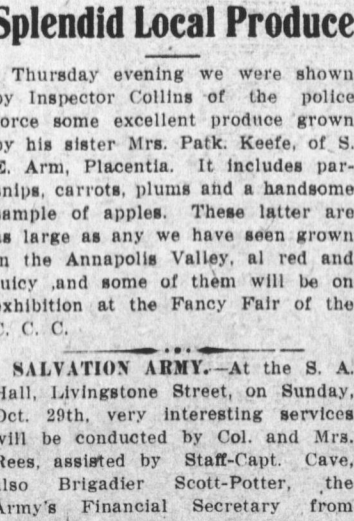 Splendid Local Produce
Thursday evening we were shown
by Inspector Collins of the police
force some excellent produce grown
by his sister Mrs. Patk. Keefe, of S.
E. Arm, Placentia. It includes par-
snips, carrots, plums and a handsome
sample of apples. These latter are
as large as any we have seen grown
in the Annapolis Valley, al red and
juicy ,and some of them will be on
exhibition at the Fancy Fair of the
C. C. C.
SALVATION ARMY.—At the S. A.
Hall, Livingstone Street, on Sunday,
Oct. 29th, very interesting services
will be conducted by Col. and Mrs.
Rees, assisted by Staff-Capt. Cave,
also Brigadier Scott-Potter, the
Army's Financial Secretary from